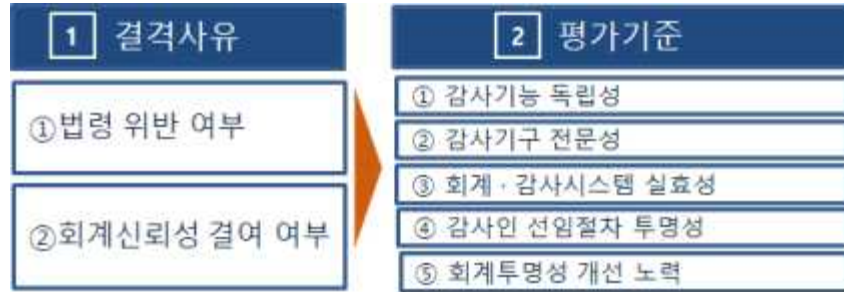 1 결격사유
①법령 위반 여부
②회계신뢰성 결여 여부
2 평가기준
① 감사기능 독립성
② 감사기구 전문성
③ 회계·감사시스템 실효성
④ 감사인 선임절차 투명성
⑤ 회계투명성 개선 노력